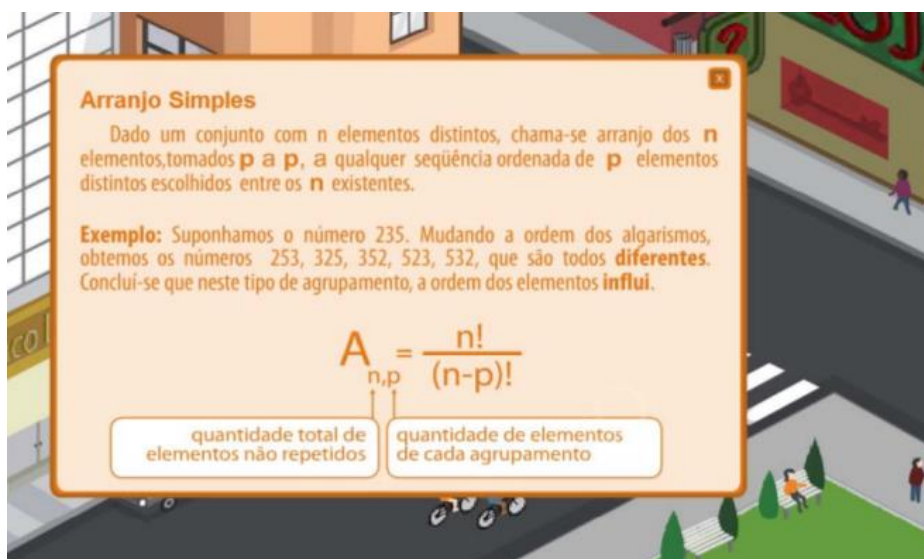 Arranjo Simples
Dado um conjunto com n elementos distintos, chama-se arranjo dos n
elementos,tomados p a p, a qualquer seqüência ordenada de p elementos
distintos escolhidos entre os n existentes.
Exemplo: Suponhamos o número 235. Mudando a ordem dos algarismos,
obtemos os números 253, 325, 352, 523, 532, que são todos diferentes.
Concluí-se que neste tipo de agrupamento, a ordem dos elementos influi.
A n,p = n! / (n-p)!
quantidade total de
elementos não repetidos
quantidade de elementos
de cada agrupamento
x
?